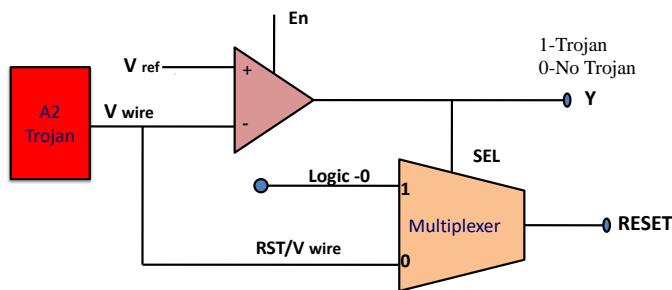 En
1-Trojan
0-No Trojan
V ref
+
A2
Trojan
V wire
-
Y
SEL
Logic -0
1
Multiplexer
RESET
RST/V wire
0